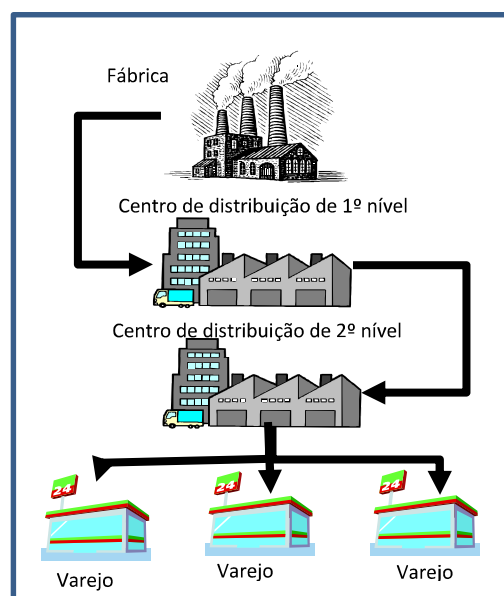 Fábrica
Centro de distribuição de 1º nível
Centro de distribuição de 2º nível
24
24
24
Varejo
Varejo
Varejo